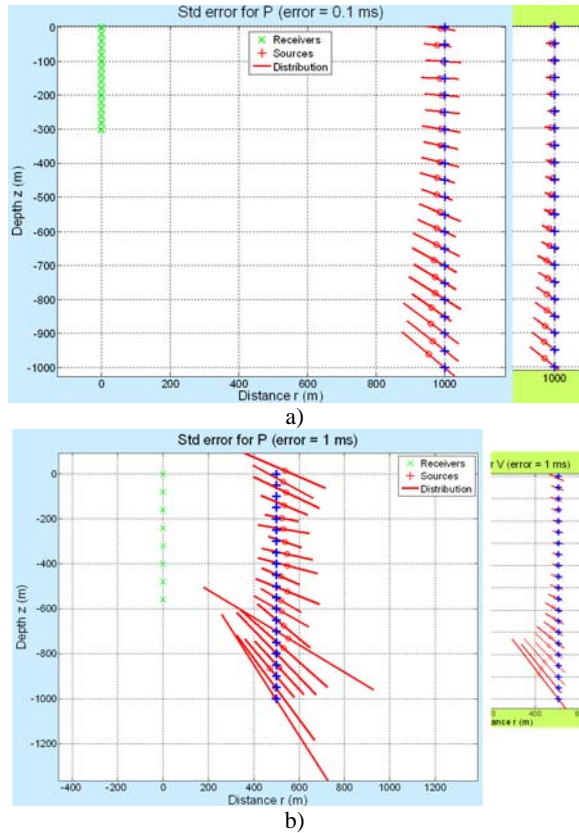 Std error for P (error = 0.1 ms)
Receivers
Sources
Distribution
Depth z (m)
0
-100
-200
-300
-400
-500
-600
-700
-800
-900
-1000
0
200
400
600
800
1000
Distance r (m)
1000
a)
Std error for P (error = 1 ms)
Receivers
Sources
Distribution
Depth z (m)
0
-200
-400
-600
-800
-1000
-1200
-400
-200
0
200
400
600
800
1000
1200
Distance r (m)
r V (error = 1 ms)
400
ance r (m)
b)